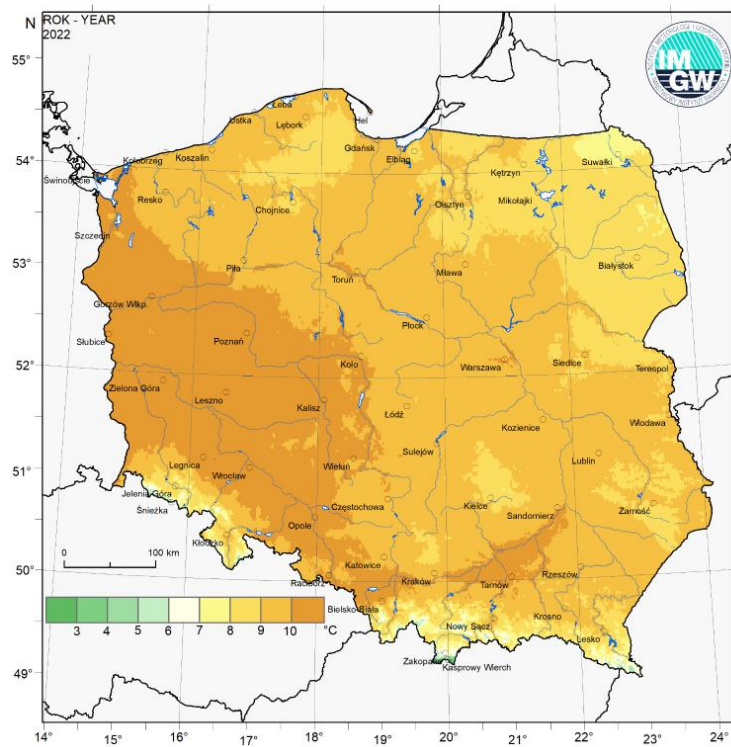 N
ROK - YEAR
2022
IM
GW
55°
54°
53°
52°
51°
50°
49°
Łeba
Ustka
Lębork
Hel
Gdańsk
Elbląg
Koszalin
Kołobrzeg
Świnoujście
Resko
Chojnice
Kętrzyn
Suwałki
Olsztyn
Mikołajki
Szczecin
Piła
Toruń
Mława
Białystok
Gorzów Wlkp.
Płock
Słubice
Poznań
Koło
Warszawa
Siedlce
Terespol
Zielona Góra
Leszno
Kalisz
Łódź
Kozienice
Włodawa
Sulejów
Legnica
Wrocław
Wieluń
Lublin
Jelenia Góra
Śnieżka
Częstochowa
Kielce
Sandomierz
Zamość
Opole
Kłodzko
0 100 km
Katowice
Racibórz
Kraków
Tarnów
Rzeszów
Bielsko-Biała
Nowy Sącz
Krosno
Lesko
Zakopane
Kasprowy Wierch
3 4 5 6 7 8 9 10 °C
14° 15° 16° 17° 18° 19° 20° 21° 22° 23° 24°